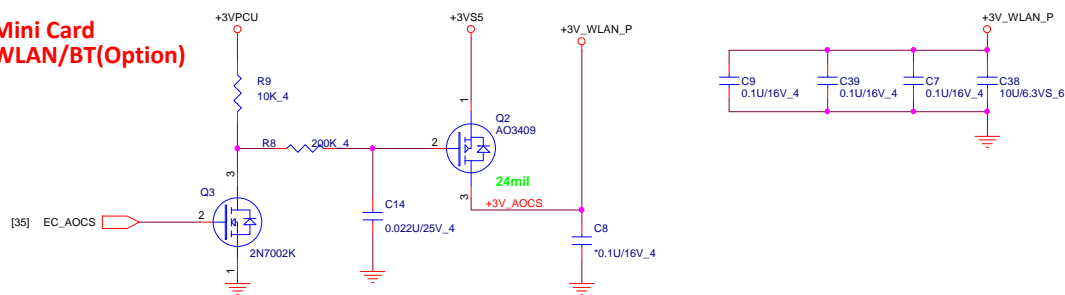 Mini Card
WLAN/BT(Option)
+3VPCU
R9
10K_4
R8
200K_4
3
Q3
2
1
2N7002K
[35]
EC_AOCS
C14
0.022U/25V_4
+3VS5
1
Q2
AO3409
2
24mil
3
+3V_AOCS
+3V_WLAN_P
C8
*0.1U/16V_4
+3V_WLAN_P
C9
0.1U/16V_4
C39
0.1U/16V_4
C7
0.1U/16V_4
C38
10U/6.3VS_6